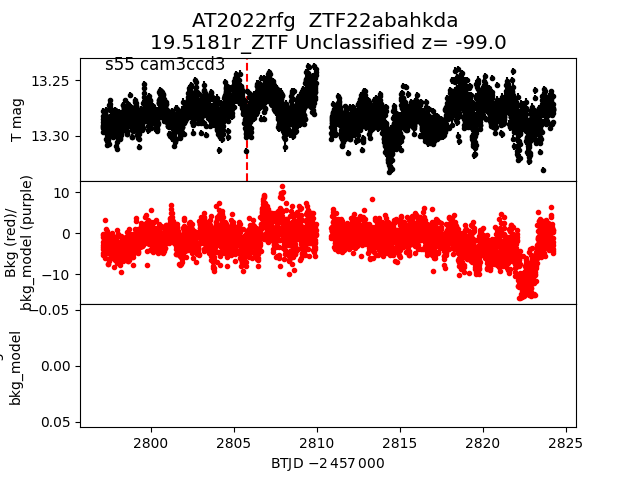 AT2022rfg ZTF22abahkda
19.5181r_ZTF Unclassified z= -99.0
s55 cam3ccd3
13.25
13.30
T mag
10
0
−10
Bkg (red)/
bkg_model (purple)
−0.05
0.00
0.05
bkg_model
2800 2805 2810 2815 2820 2825
BTJD −2 457 000